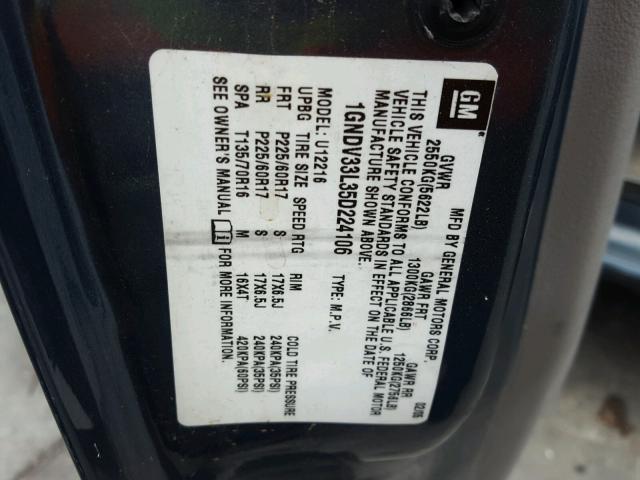 GM
MFD BY GENERAL MOTORS CORP. 02/05
GVWR GAWR FRT GAWR RR
2550KG(5622LB) 1300KG(2866LB) 1250KG(2756LB)
THIS VEHICLE CONFORMS TO ALL APPLICABLE U.S. FEDERAL MOTOR
VEHICLE SAFETY STANDARDS IN EFFECT ON THE DATE OF
MANUFACTURE SHOWN ABOVE.
1GNDV33L35D224106 TYPE: M.P.V.
MODEL: U12216
UPBG TIRE SIZE SPEED RTG RIM COLD TIRE PRESSURE
FRT P225/60R17 S 17X6.5J 240KPA(35PSI)
RR P225/60R17 S 17X6.5J 240KPA(35PSI)
SPA T135/70R16 M 16X4T 420KPA(60PSI)
SEE OWNER'S MANUAL FOR MORE INFORMATION.